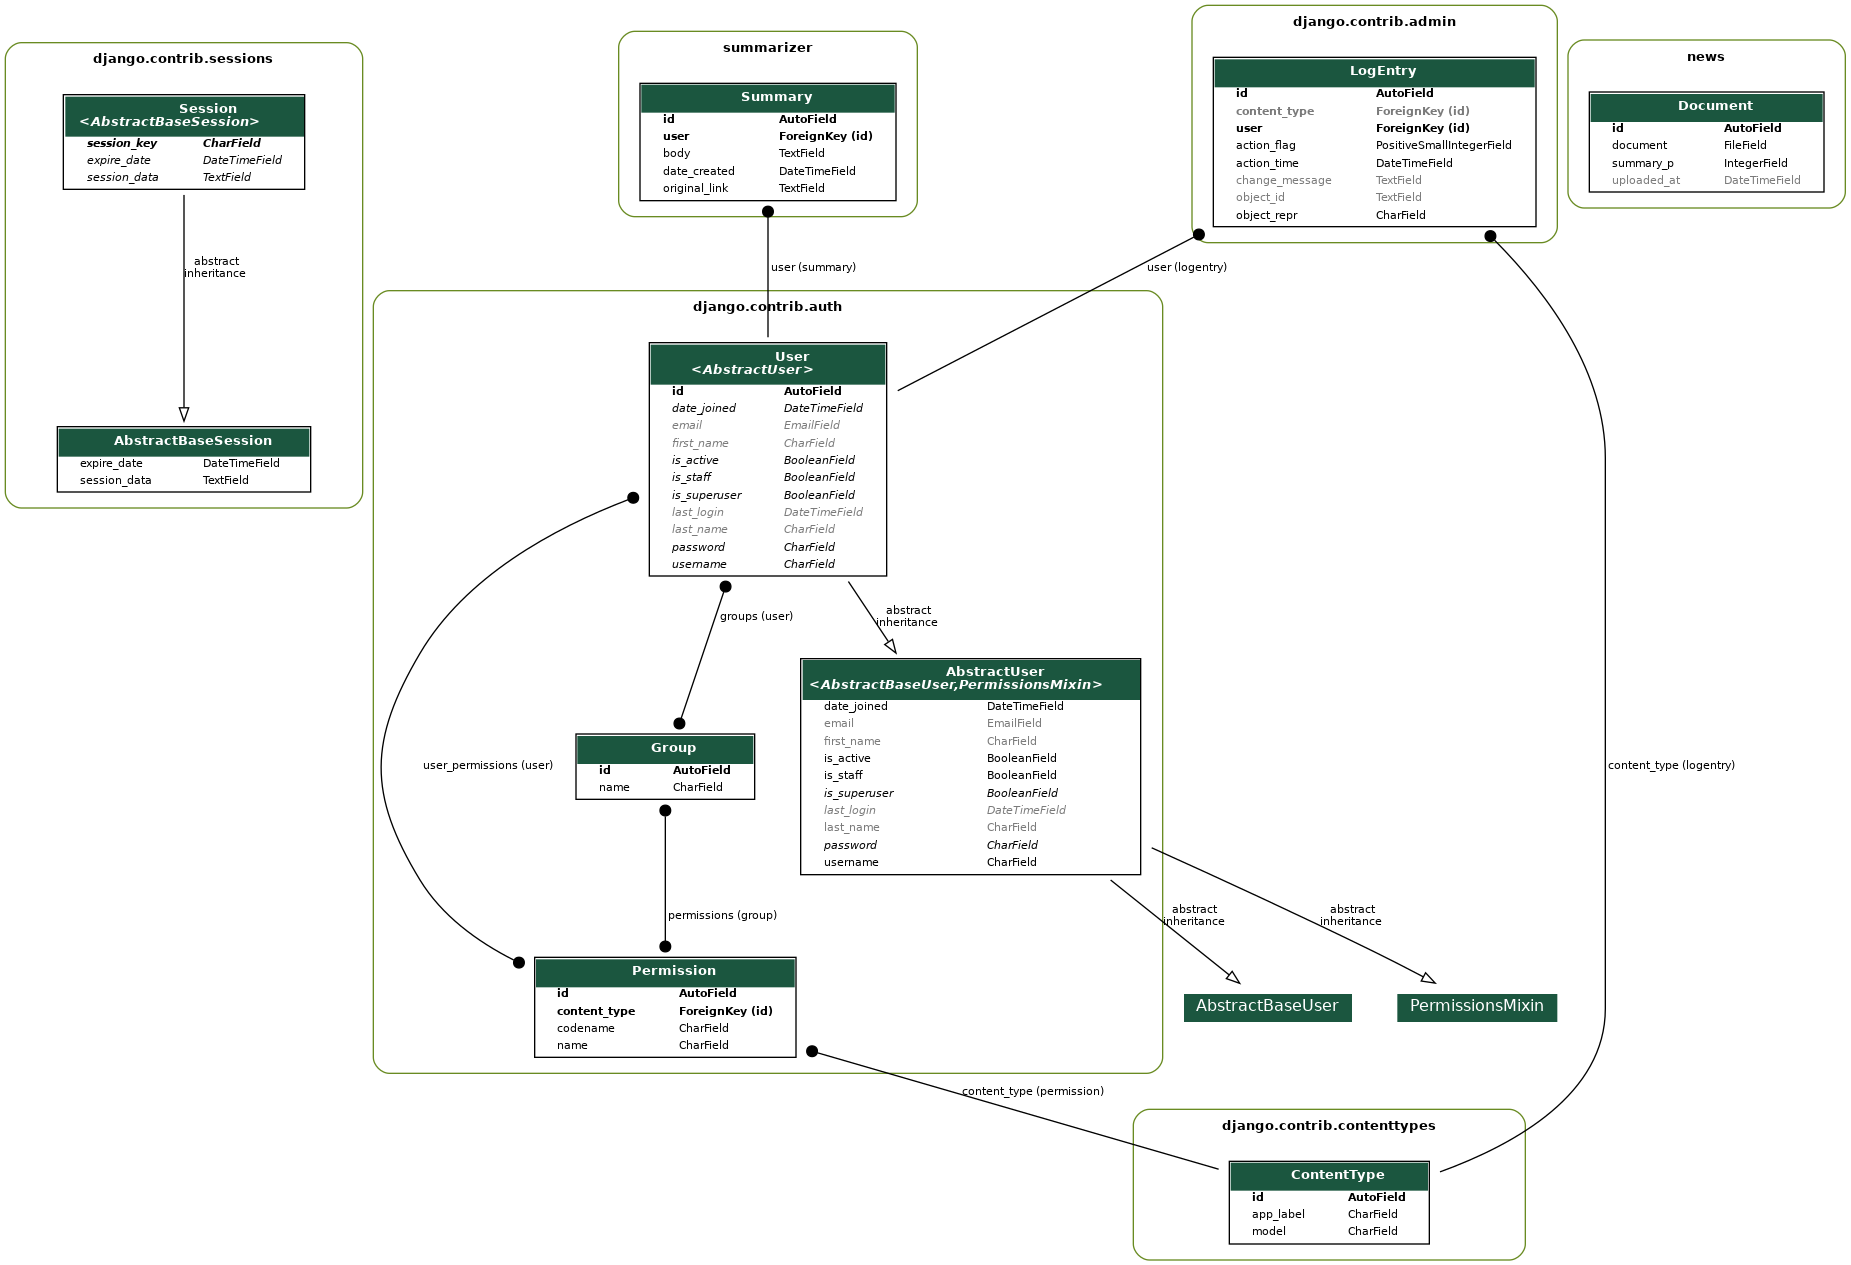 django.contrib.sessions
Session
<AbstractBaseSession>
session_key CharField
expire_date DateTimeField
session_data TextField
abstract
inheritance
AbstractBaseSession
expire_date DateTimeField
session_data TextField
summarizer
Summary
id AutoField
user ForeignKey (id)
body TextField
date_created DateTimeField
original_link TextField
user (summary)
django.contrib.admin
LogEntry
id AutoField
content_type ForeignKey (id)
user ForeignKey (id)
action_flag PositiveSmallIntegerField
action_time DateTimeField
change_message TextField
object_id TextField
object_repr CharField
user (logentry)
news
Document
id AutoField
document FileField
summary_p IntegerField
uploaded_at DateTimeField
django.contrib.auth
User
<AbstractUser>
id AutoField
date_joined DateTimeField
email EmailField
first_name CharField
is_active BooleanField
is_staff BooleanField
is_superuser BooleanField
last_login DateTimeField
last_name CharField
password CharField
username CharField
groups (user)
abstract
inheritance
AbstractUser
<AbstractBaseUser,PermissionsMixin>
date_joined DateTimeField
email EmailField
first_name CharField
is_active BooleanField
is_staff BooleanField
is_superuser BooleanField
last_login DateTimeField
last_name CharField
password CharField
username CharField
Group
id AutoField
name CharField
user_permissions (user)
content_type (logentry)
permissions (group)
abstract
inheritance
abstract
inheritance
Permission
id AutoField
content_type ForeignKey (id)
codename CharField
name CharField
AbstractBaseUser
PermissionsMixin
content_type (permission)
django.contrib.contenttypes
ContentType
id AutoField
app_label CharField
model CharField